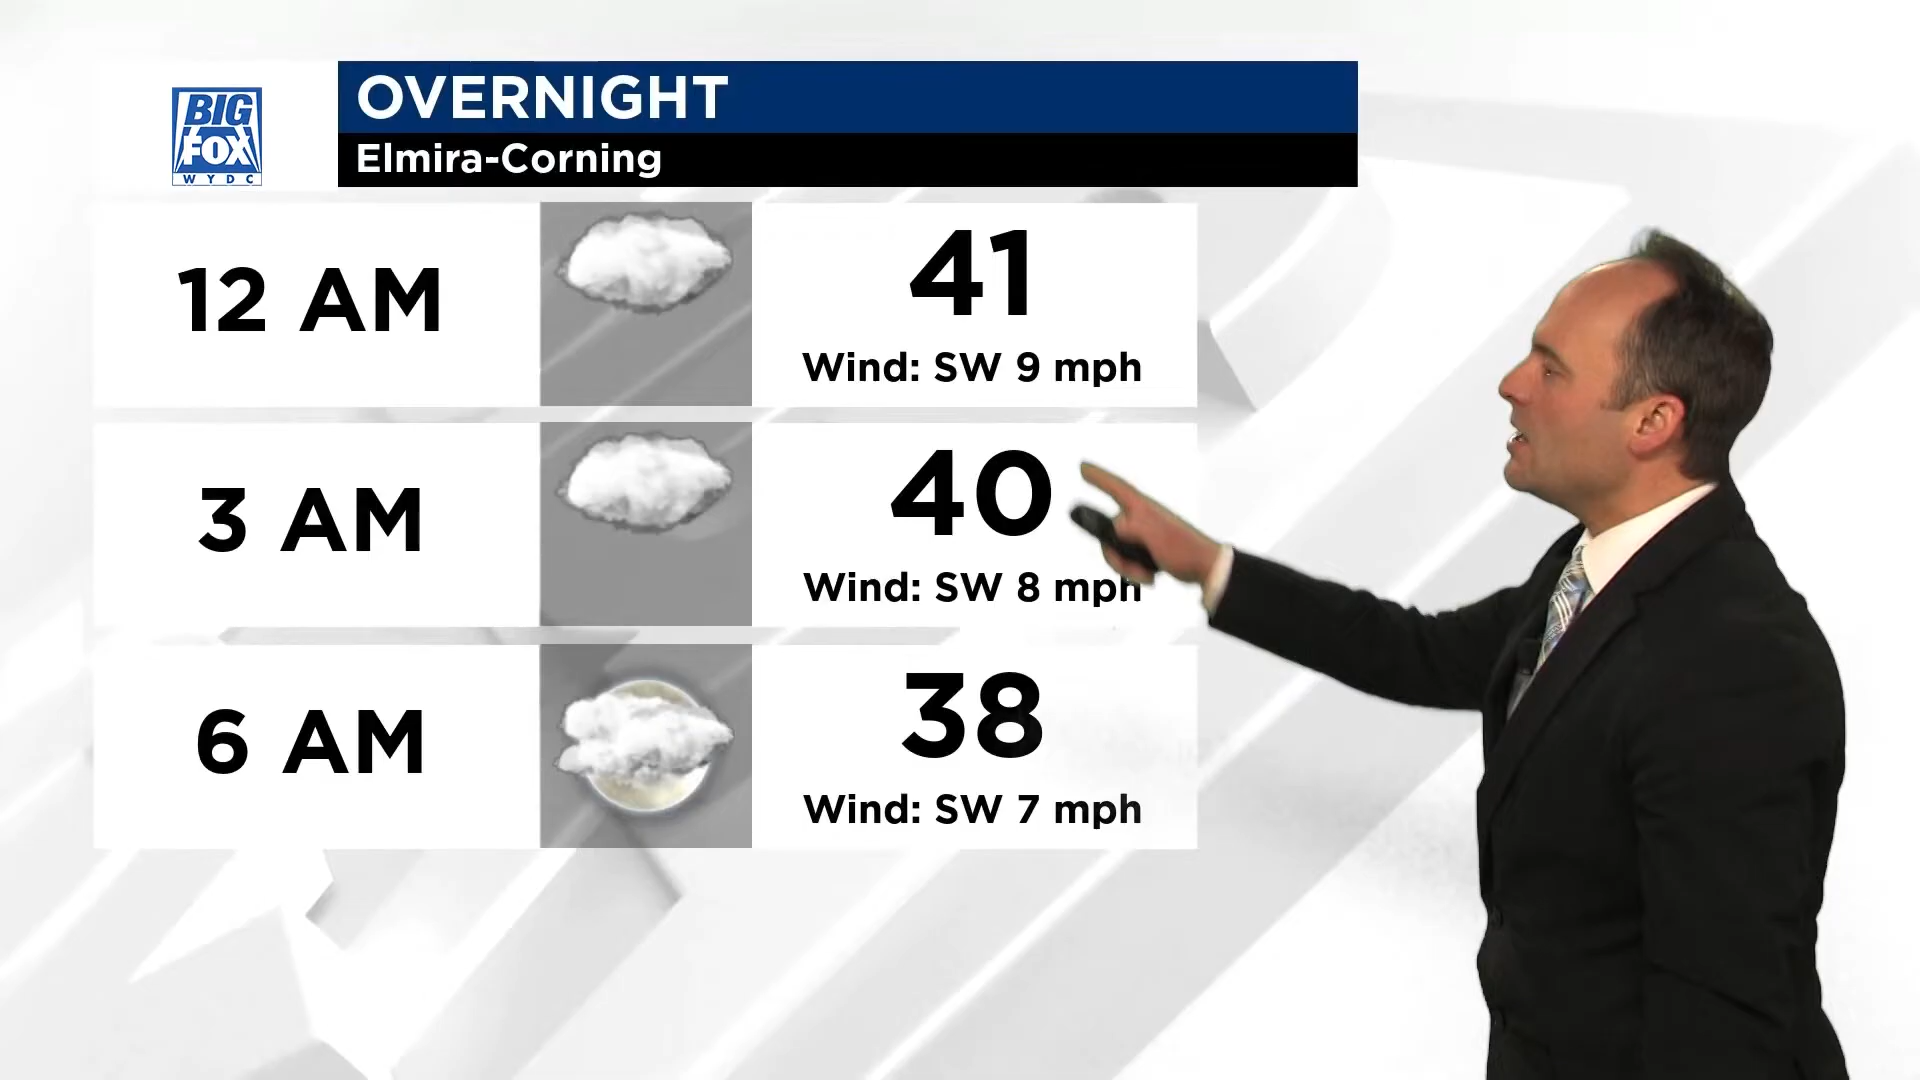 BIG
FOX
WYDC
OVERNIGHT
Elmira-Corning
12 AM
41
Wind: SW 9 mph
3 AM
40
Wind: SW 8 mph
6 AM
38
Wind: SW 7 mph